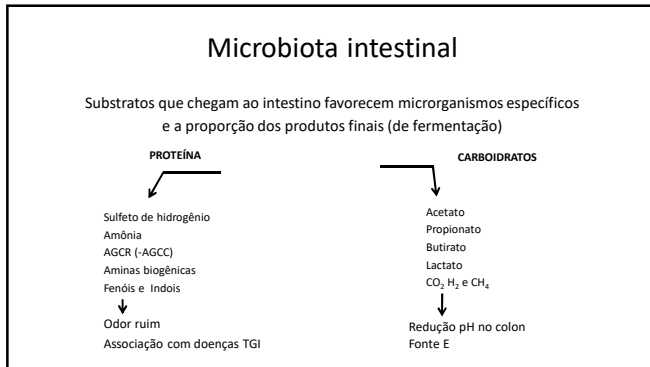 Microbiota intestinal
Substratos que chegam ao intestino favorecem microrganismos específicos
e a proporção dos produtos finais (de fermentação)
PROTEÍNA
Sulfeto de hidrogênio
Amônia
AGCR (-AGCC)
Aminas biogênicas
Fenóis e Indois
Odor ruim
Associação com doenças TGI
CARBOIDRATOS
Acetato
Propionato
Butirato
Lactato
CO₂ H₂ e CH₄
Redução pH no colon
Fonte E